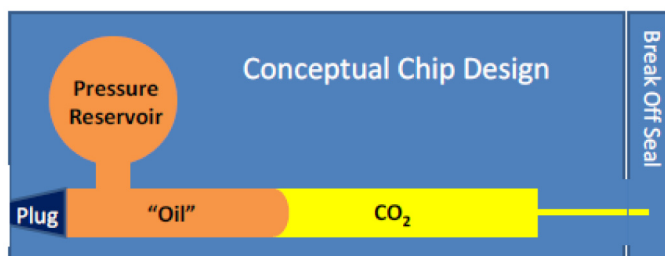 Conceptual Chip Design
Pressure
Reservoir
Plug
“Oil”
CO₂
Break Off Seal